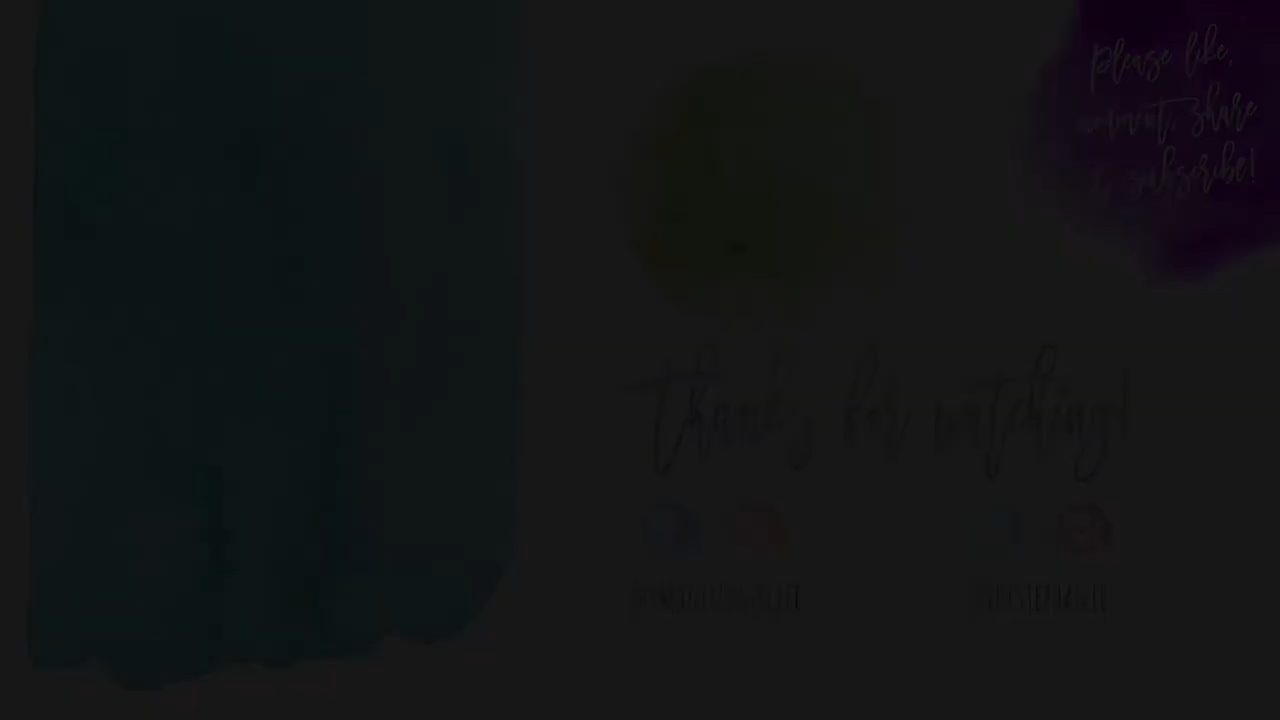 Please like,
comment, share
& subscribe!
thanks for watching!